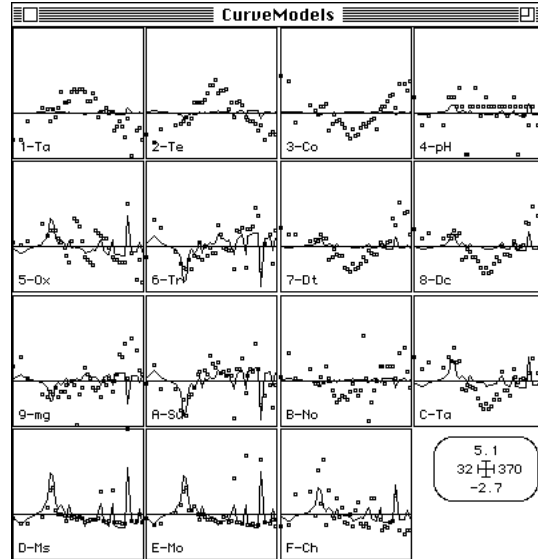 CurveModels
1-Ta
2-Te
3-Co
4-pH
5-Ox
6-Tr
7-Dt
8-Dc
9-mg
A-SU
B-No
C-Ta
5.1
32 370
-2.7
D-Ms
E-Mo
F-Ch